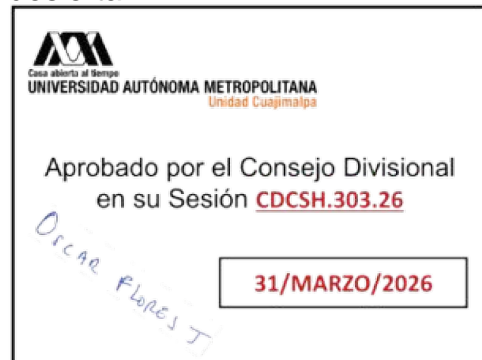 Casa abierta al tiempo
UNIVERSIDAD AUTÓNOMA METROPOLITANA
Unidad Cuajimalpa
Aprobado por el Consejo Divisional
en su Sesión CDCSH.303.26
OSCAR FLORES J
31/MARZO/2026